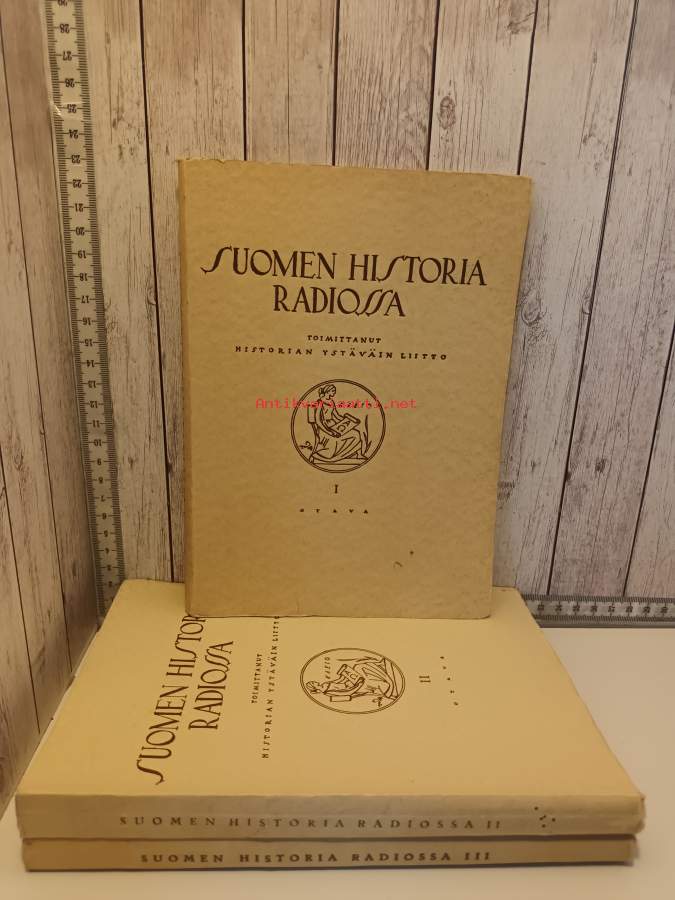 SUOMEN HISTORIA
RADIOSSA
TOIMITTANUT
HISTORIAN YSTÄVÄIN LIITTO
Antikvariaatti.net
I
OTAVA
SUOMEN HISTOR
RADIOSSA
TOIMITTANUT
HISTORIAN YSTÄVÄIN LIITTO
II
OTAVA
SUOMEN HISTORIA RADIOSSA II
SUOMEN HISTORIA RADIOSSA III